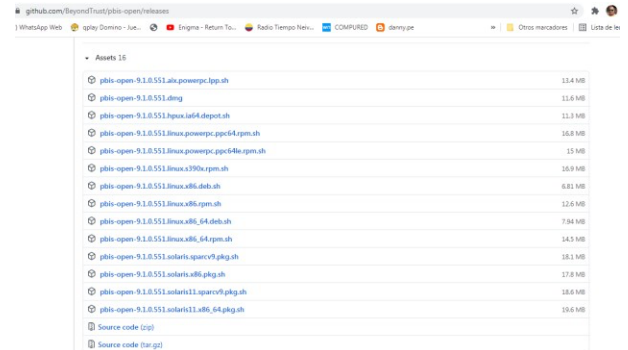 github.com/BeyondTrust/pbis-open/releases
) WhatsApp Web qplay Domino - Jue... Enigma - Return To... Radio Tiempo Neiv... COMPURED danny.pe » Otros marcadores Lista de lec
Assets 16
pbis-open-9.1.0.551.aix.powerpc.lpp.sh 13.4 MB
pbis-open-9.1.0.551.dmg 11.6 MB
pbis-open-9.1.0.551.hpux.ia64.depot.sh 11.3 MB
pbis-open-9.1.0.551.linux.powerpc.ppc64.rpm.sh 16.8 MB
pbis-open-9.1.0.551.linux.powerpc.ppc64le.rpm.sh 15 MB
pbis-open-9.1.0.551.linux.s390x.rpm.sh 16.9 MB
pbis-open-9.1.0.551.linux.x86.deb.sh 6.81 MB
pbis-open-9.1.0.551.linux.x86.rpm.sh 12.6 MB
pbis-open-9.1.0.551.linux.x86_64.deb.sh 7.94 MB
pbis-open-9.1.0.551.linux.x86_64.rpm.sh 14.5 MB
pbis-open-9.1.0.551.solaris.sparcv9.pkg.sh 18.1 MB
pbis-open-9.1.0.551.solaris.x86.pkg.sh 17.8 MB
pbis-open-9.1.0.551.solaris11.sparcv9.pkg.sh 18.8 MB
pbis-open-9.1.0.551.solaris11.x86_64.pkg.sh 19.6 MB
Source code (zip)
Source code (tar.gz)